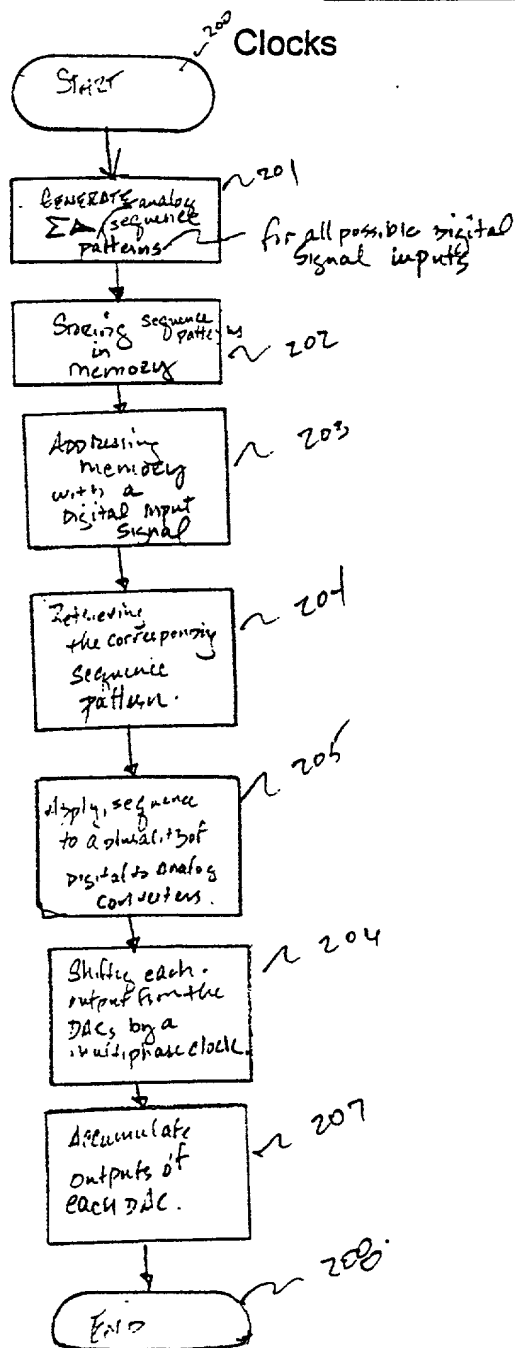 200
Clocks
START
201
GENERATE analog
ΣΔ sequence
patterns
for all possible Digital
Signal inputs
Storing sequence
patterns
in
memory
202
Addressing
memory
with a
Digital input
Signal
203
Retrieving
the corresponding
sequence
pattern.
204
Apply, sequence
to a plurality of
Digital to Analog
converters.
205
Shifting each
output from the
DACs by a
multiphase clock.
204
Accumulate
outputs of
each DAC.
207
END
208.